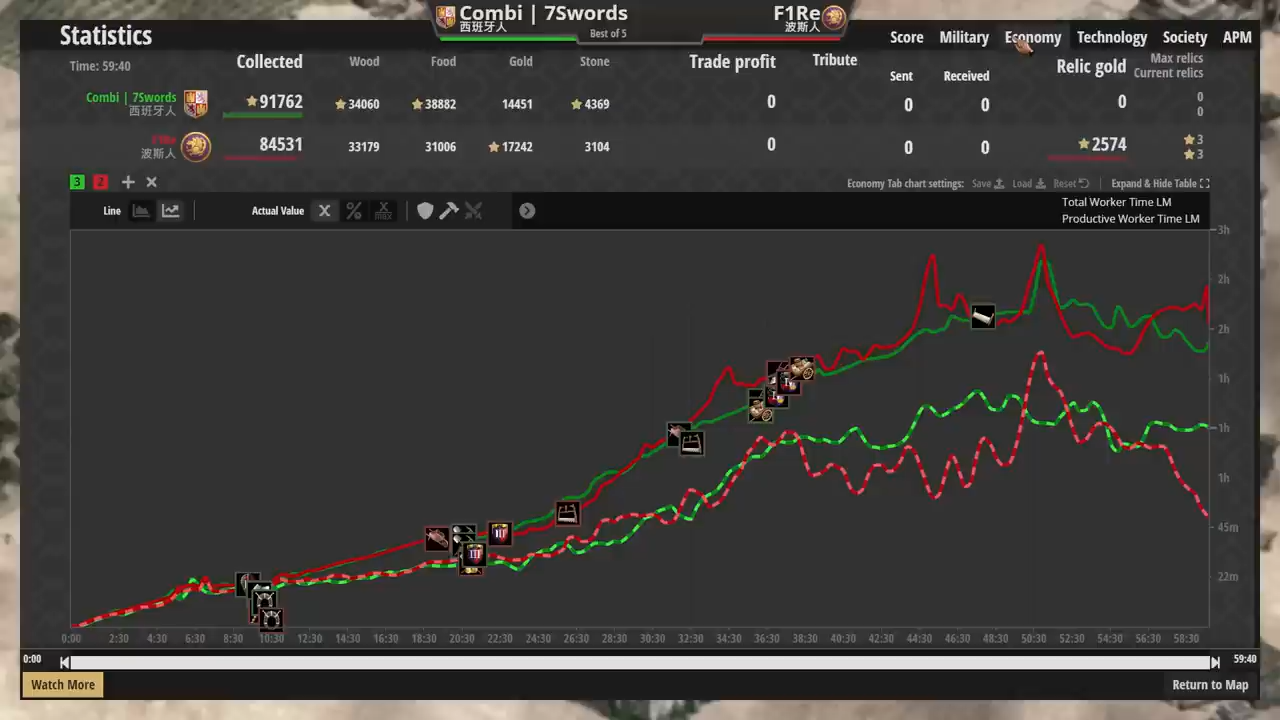 Combi | 7Swords
西班牙人
Best of 5
F1Re
波斯人
Statistics
Score Military Economy Technology Society APM
Time: 59:40
Collected Wood Food Gold Stone Trade profit Tribute Sent Received Relic gold Max relics
Current relics
Combi | 7Swords
西班牙人
91762 34060 38882 14451 4369 0 0 0 0 0
0
F1Re
波斯人
84531 33179 31006 17242 3104 0 0 0 2574 3
3
3 2
Economy Tab chart settings: Save Load Reset Expand & Hide Table
Line Actual Value X % X MAX
Total Worker Time LM
Productive Worker Time LM
3h
2h
2h
1h
1h
1h
45m
22m
0:00 2:30 4:30 6:30 8:30 10:30 12:30 14:30 16:30 18:30 20:30 22:30 24:30 26:30 28:30 30:30 32:30 34:30 36:30 38:30 40:30 42:30 44:30 46:30 48:30 50:30 52:30 54:30 56:30 58:30
0:00 59:40
Watch More Return to Map